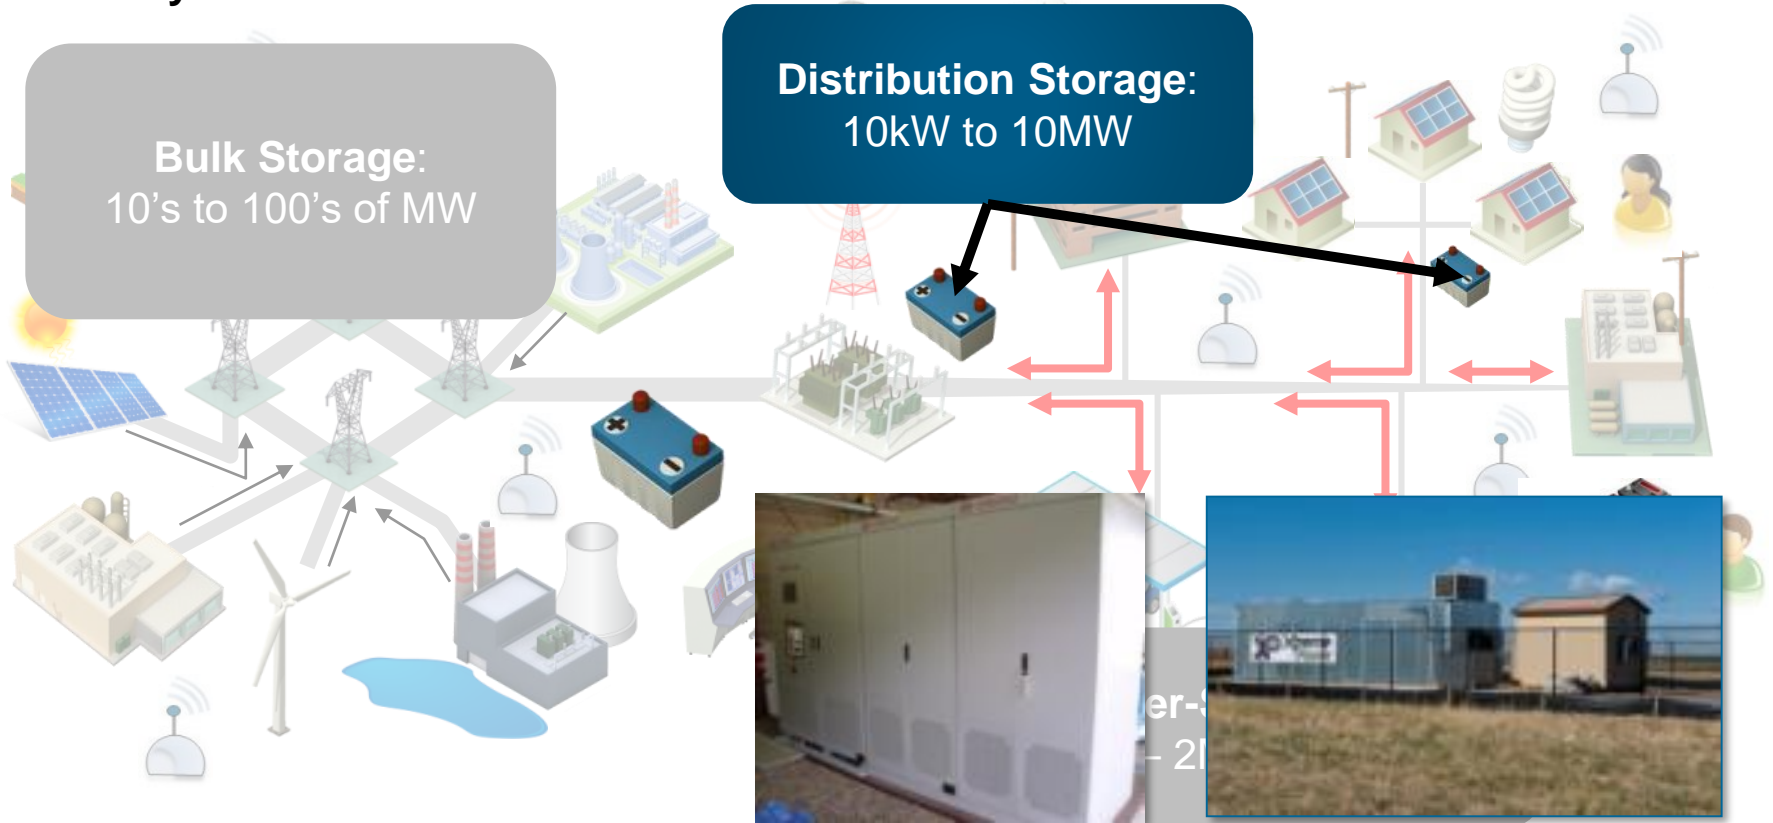 Distribution Storage:
10kW to 10MW
Bulk Storage:
10's to 100's of MW